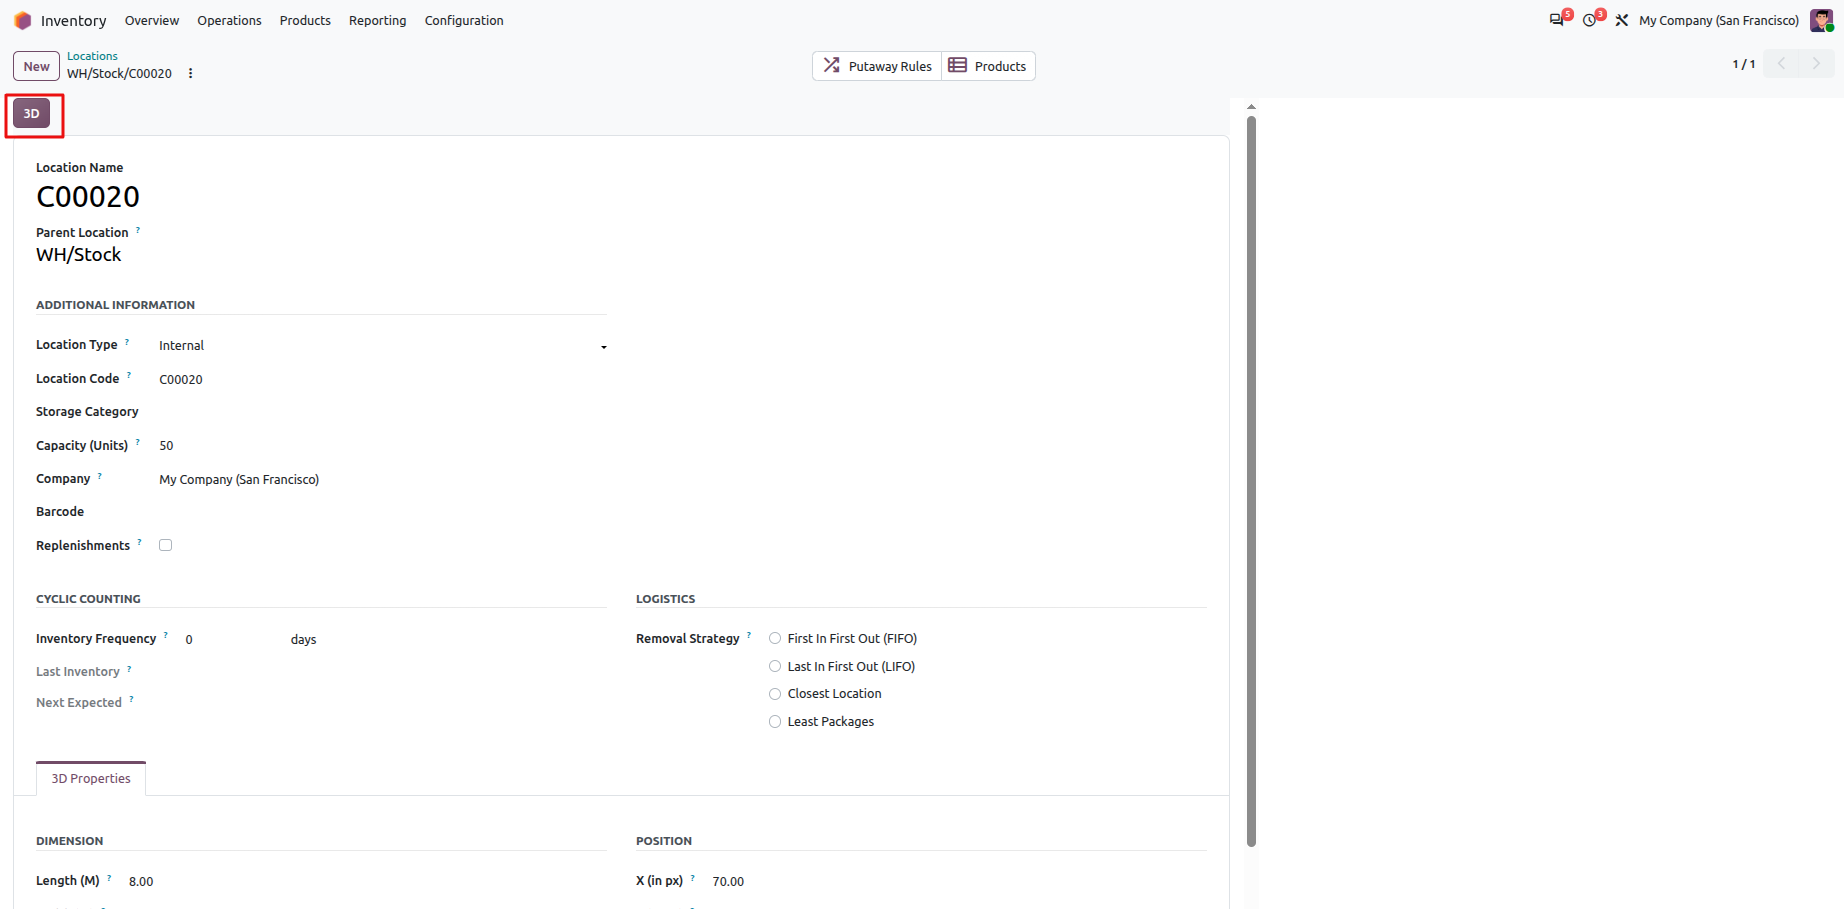 Inventory Overview Operations Products Reporting Configuration 5 3 My Company (San Francisco)
New Locations
WH/Stock/C00020
Putaway Rules Products 1 / 1
3D
Location Name
C00020
Parent Location ?
WH/Stock
ADDITIONAL INFORMATION
Location Type ? Internal
Location Code ? C00020
Storage Category
Capacity (Units) ? 50
Company ? My Company (San Francisco)
Barcode
Replenishments ?
CYCLIC COUNTING
Inventory Frequency ? 0 days
Last Inventory ?
Next Expected ?
LOGISTICS
Removal Strategy ? First In First Out (FIFO)
Last In First Out (LIFO)
Closest Location
Least Packages
3D Properties
DIMENSION
Length (M) ? 8.00
POSITION
X (in px) ? 70.00